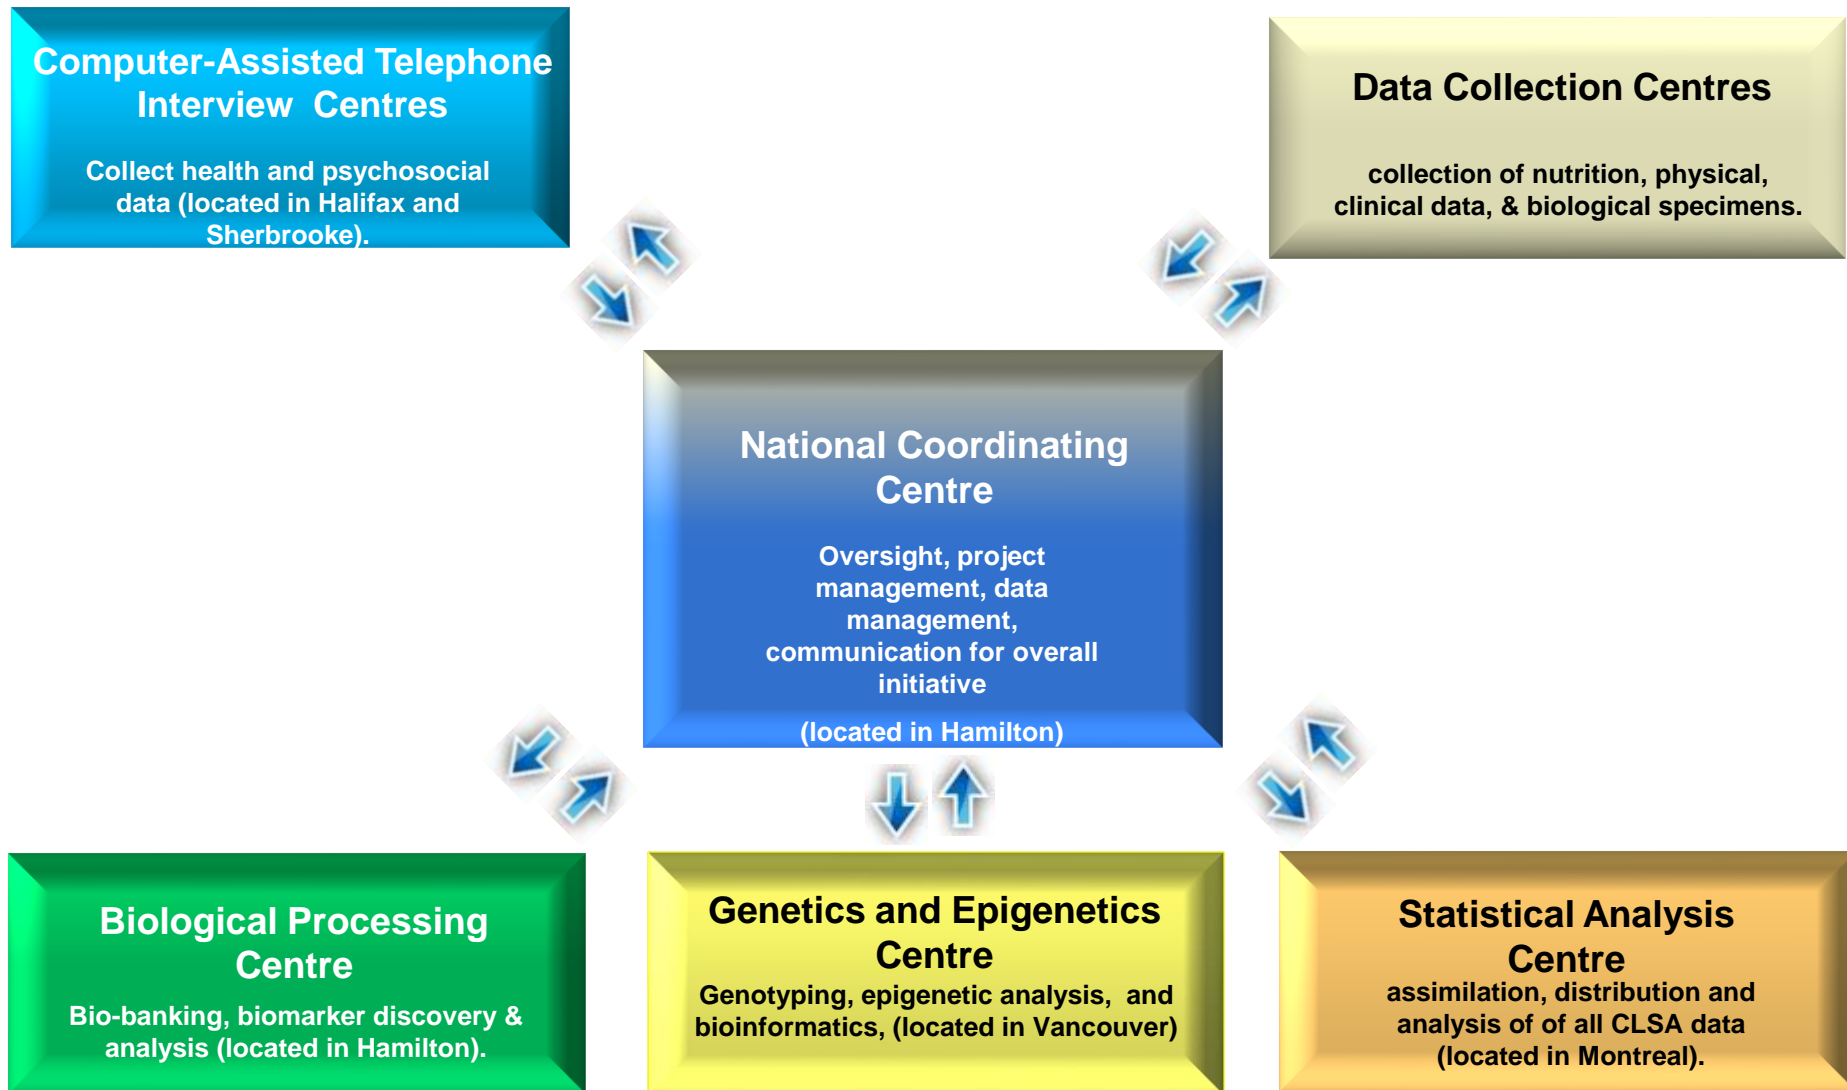 Computer-Assisted Telephone
Interview Centres
Collect health and psychosocial
data (located in Halifax and
Sherbrooke).
Data Collection Centres
collection of nutrition, physical,
clinical data, & biological specimens.
National Coordinating
Centre
Oversight, project
management, data
management,
communication for overall
initiative
(located in Hamilton)
Biological Processing
Centre
Bio-banking, biomarker discovery &
analysis (located in Hamilton).
Genetics and Epigenetics
Centre
Genotyping, epigenetic analysis, and
bioinformatics, (located in Vancouver)
Statistical Analysis
Centre
assimilation, distribution and
analysis of of all CLSA data
(located in Montreal).